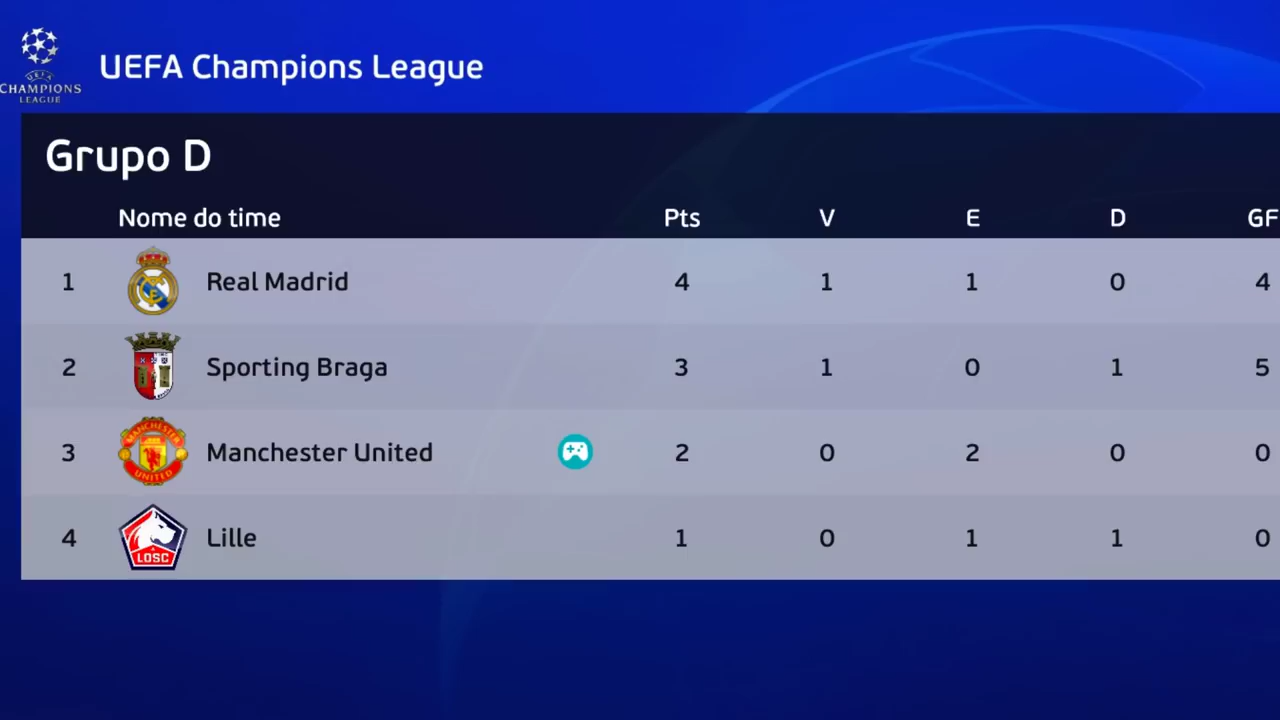 UEFA
CHAMPIONS
LEAGUE
UEFA Champions League
Grupo D
Nome do time Pts V E D GF
1 Real Madrid 4 1 1 0 4
2 Sporting Braga 3 1 0 1 5
MANCHESTER
UNITED
3 Manchester United 2 0 2 0 0
LOSC
4 Lille 1 0 1 1 0